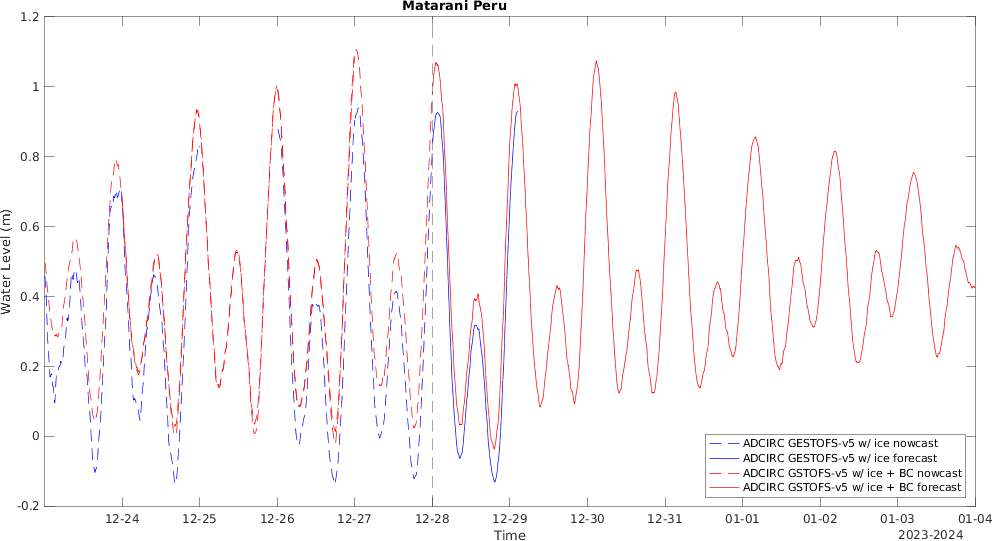 Matarani Peru
1.2
1
0.8
0.6
0.4
0.2
0
-0.2
Water Level (m)
ADCIRC GESTOFS-v5 w/ ice nowcast
ADCIRC GESTOFS-v5 w/ ice forecast
ADCIRC GSTOFS-v5 w/ ice + BC nowcast
ADCIRC GSTOFS-v5 w/ ice + BC forecast
12-24 12-25 12-26 12-27 12-28 12-29 12-30 12-31 01-01 01-02 01-03 01-04
Time
2023-2024